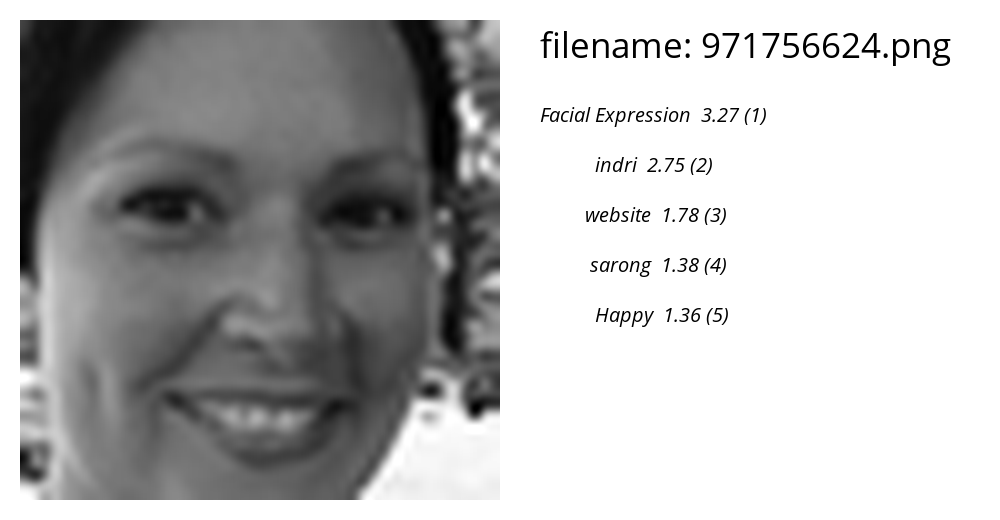 filename: 971756624.png
Facial Expression 3.27 (1)
indri 2.75 (2)
website 1.78 (3)
sarong 1.38 (4)
Happy 1.36 (5)